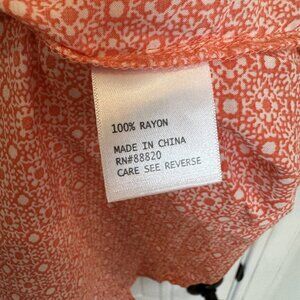 100% RAYON
MADE IN CHINA
RN#88820
CARE SEE REVERSE